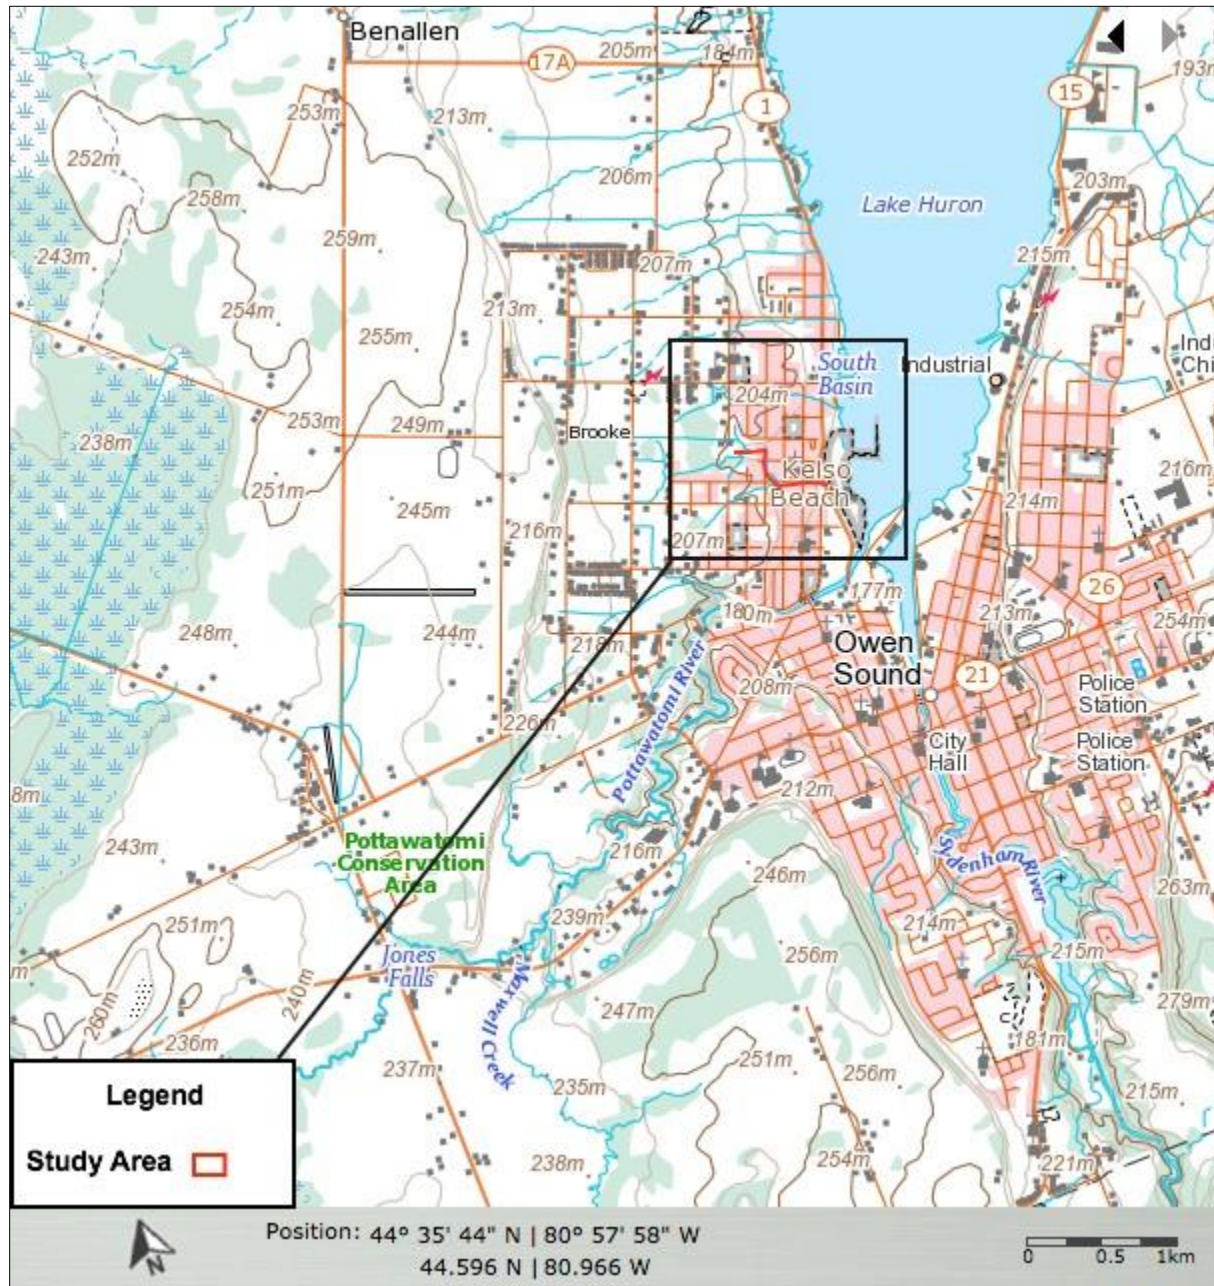 Benallen
205m
184m
17A
193m
15
1
253m
213m
252m
206m
203m
258m
Lake Huron
259m
243m
207m
215m
254m
213m
255m
South
Basin
Industrial
204m
253m
249m
Brooke
238m
Kelso
Beach
216m
251m
245m
216m
214m
207m
180m
177m
26
213m
254m
248m
244m
218m
Owen
Sound
Pottawatomi River
208m
21
Police
Station
226m
City
Hall
Police
Station
212m
8m
243m
Pottawatomi
Conservation
Area
216m
Sydenham River
246m
263m
239m
214m
251m
Jones
Falls
256m
215m
m
240m
260m
Maxwell Creek
247m
279m
236m
181m
237m
251m
256m
235m
215m
Legend
Study Area
238m
254m
221m
N
Position: 44° 35' 44" N | 80° 57' 58" W
44.596 N | 80.966 W
0 0.5 1km